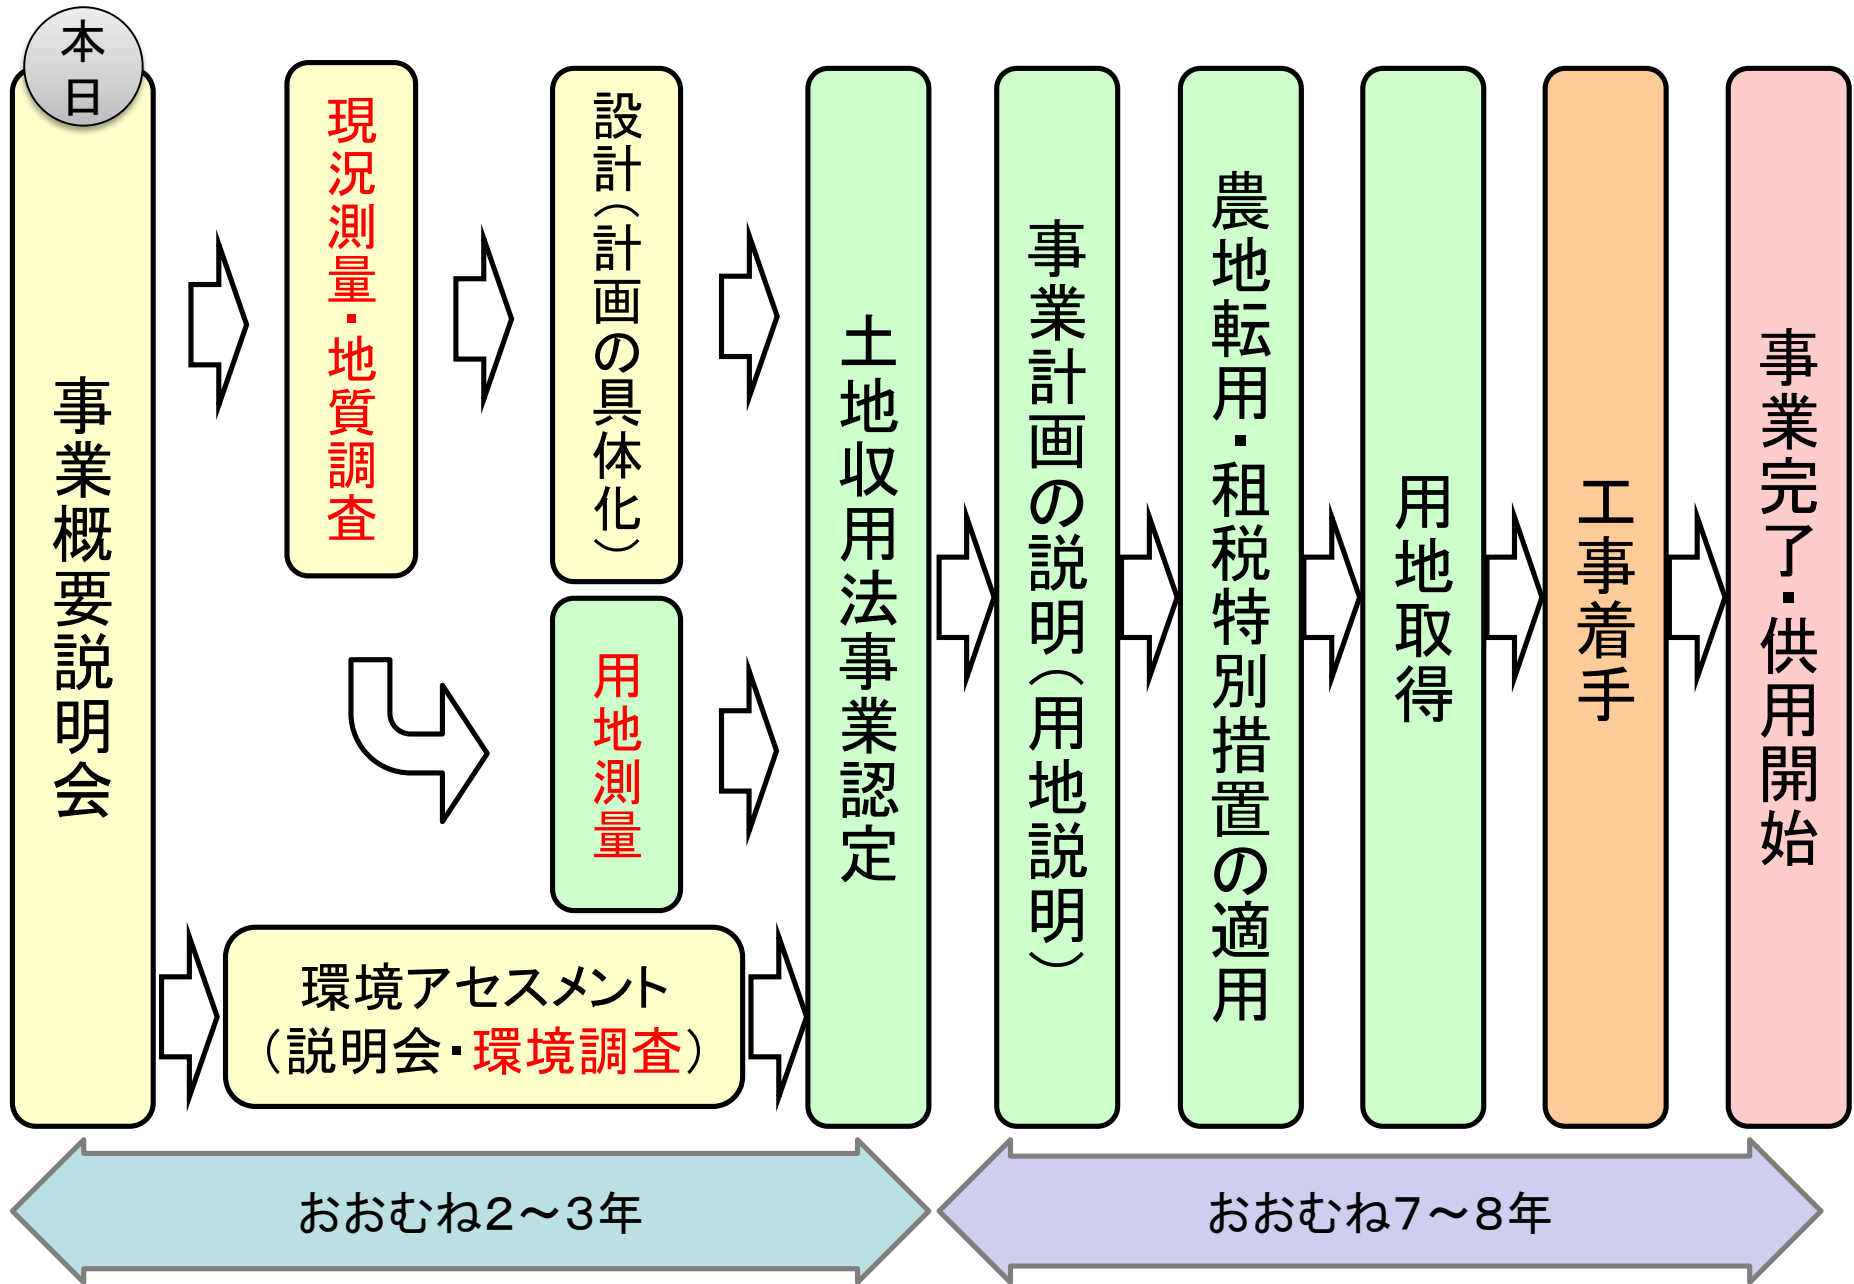 本日
事業概要説明会
現況測量・地質調査
設計（計画の具体化）
用地測量
環境アセスメント
（説明会・環境調査）
土地収用法事業認定
事業計画の説明（用地説明）
農地転用・租税特別措置の適用
用地取得
工事着手
事業完了・供用開始
おおむね２～３年
おおむね７～８年